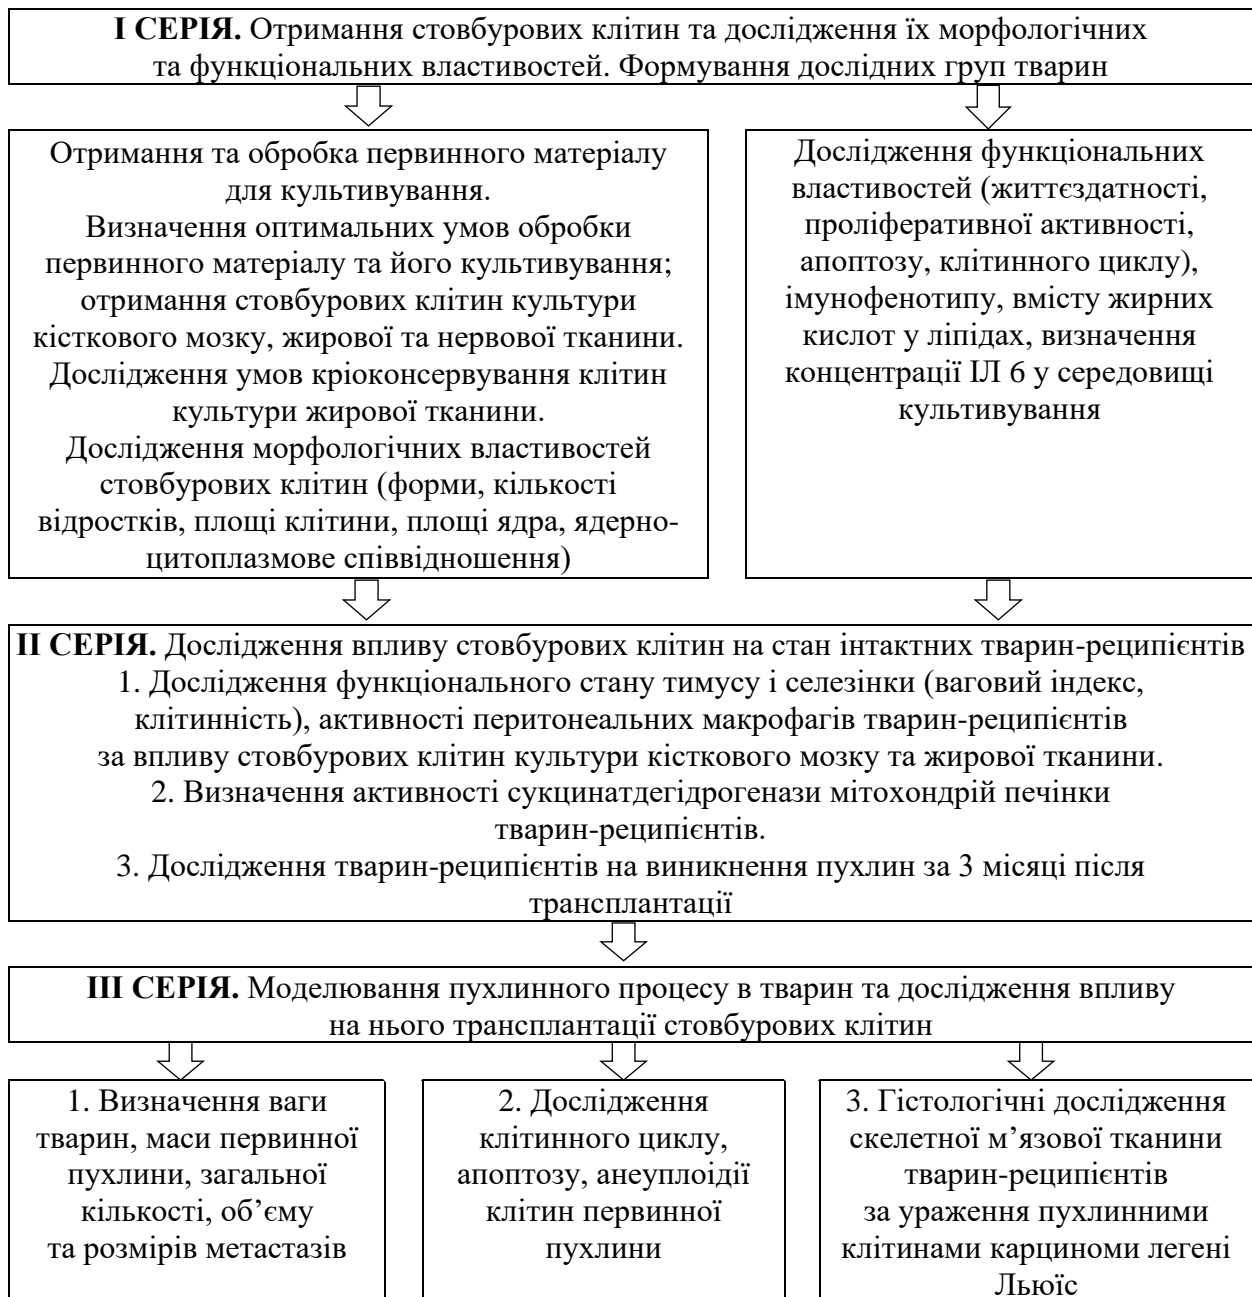 І СЕРІЯ. Отримання стовбурових клітин та дослідження їх морфологічних
та функціональних властивостей. Формування дослідних груп тварин
Отримання та обробка первинного матеріалу
для культивування.
Визначення оптимальних умов обробки
первинного матеріалу та його культивування;
отримання стовбурових клітин культури
кісткового мозку, жирової та нервової тканини.
Дослідження умов кріоконсервування клітин
культури жирової тканини.
Дослідження морфологічних властивостей
стовбурових клітин (форми, кількості
відростків, площі клітини, площі ядра, ядерно-
цитоплазмове співвідношення)
Дослідження функціональних
властивостей (життєздатності,
проліферативної активності,
апоптозу, клітинного циклу),
імунофенотипу, вмісту жирних
кислот у ліпідах, визначення
концентрації ІЛ 6 у середовищі
культивування
ІІ СЕРІЯ. Дослідження впливу стовбурових клітин на стан інтактних тварин-реципієнтів
1. Дослідження функціонального стану тимусу і селезінки (ваговий індекс,
клітинність), активності перитонеальних макрофагів тварин-реципієнтів
за впливу стовбурових клітин культури кісткового мозку та жирової тканини.
2. Визначення активності сукцинатдегідрогенази мітохондрій печінки
тварин-реципієнтів.
3. Дослідження тварин-реципієнтів на виникнення пухлин за 3 місяці після
трансплантації
ІІІ СЕРІЯ. Моделювання пухлинного процесу в тварин та дослідження впливу
на нього трансплантації стовбурових клітин
1. Визначення ваги
тварин, маси первинної
пухлини, загальної
кількості, об’єму
та розмірів метастазів
2. Дослідження
клітинного циклу,
апоптозу, анеуплоідії
клітин первинної
пухлини
3. Гістологічні дослідження
скелетної м’язової тканини
тварин-реципієнтів
за ураження пухлинними
клітинами карциноми легені
Льюїс